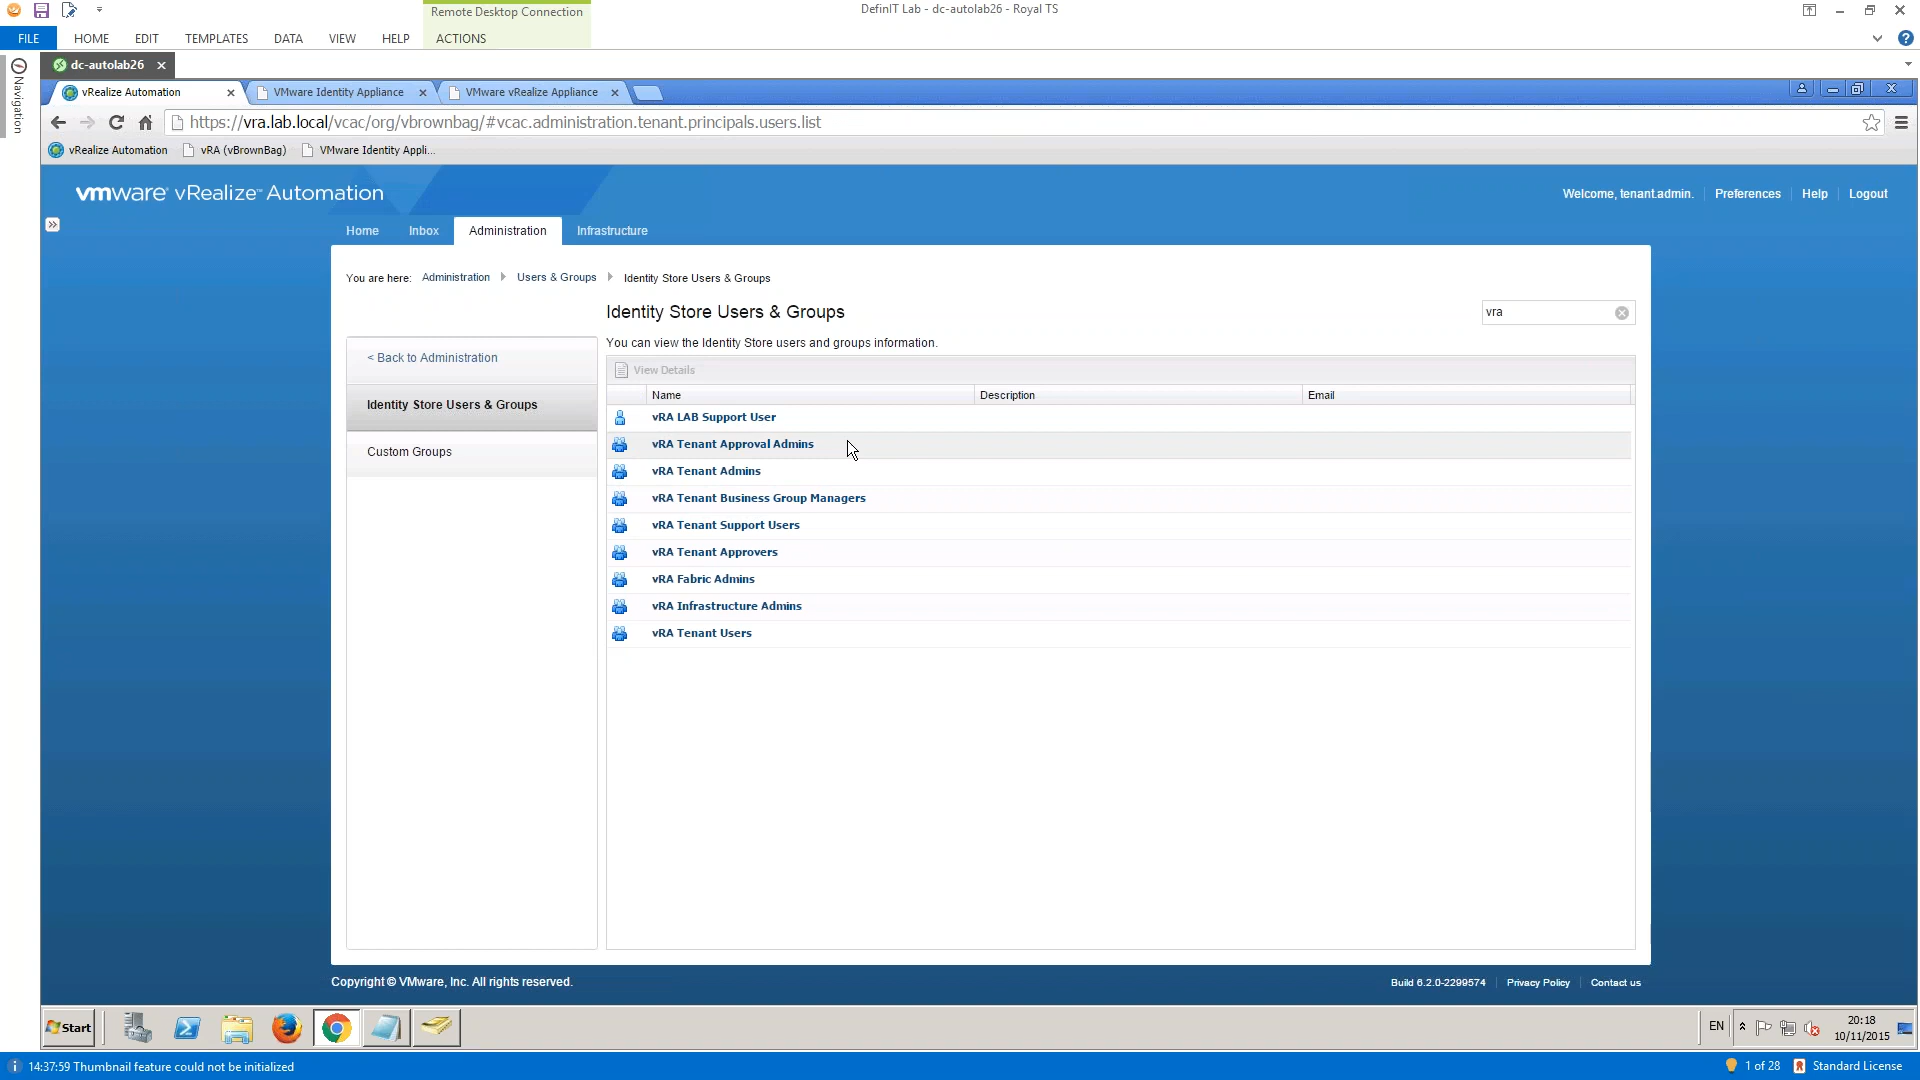 Remote Desktop Connection
DefinIT Lab - dc-autolab26 - Royal TS
FILE HOME EDIT TEMPLATES DATA VIEW HELP ACTIONS
Navigation
dc-autolab26
vRealize Automation VMware Identity Appliance VMware vRealize Appliance
https://vra.lab.local/vcac/org/vbrownbag/#vcac.administration.tenant.principals.users.list
vRealize Automation vRA (vBrownBag) VMware Identity Appli...
vmware vRealize™ Automation
Welcome, tenant.admin. Preferences Help Logout
Home Inbox Administration Infrastructure
You are here: Administration Users & Groups Identity Store Users & Groups
Identity Store Users & Groups
vra
You can view the Identity Store users and groups information.
< Back to Administration
Identity Store Users & Groups
Custom Groups
View Details
Name Description Email
vRA LAB Support User
vRA Tenant Approval Admins
vRA Tenant Admins
vRA Tenant Business Group Managers
vRA Tenant Support Users
vRA Tenant Approvers
vRA Fabric Admins
vRA Infrastructure Admins
vRA Tenant Users
Copyright © VMware, Inc. All rights reserved.
Build 6.2.0-2299574 Privacy Policy Contact us
Start
EN
20:18
10/11/2015
14:37:59 Thumbnail feature could not be initialized
1 of 28 Standard License